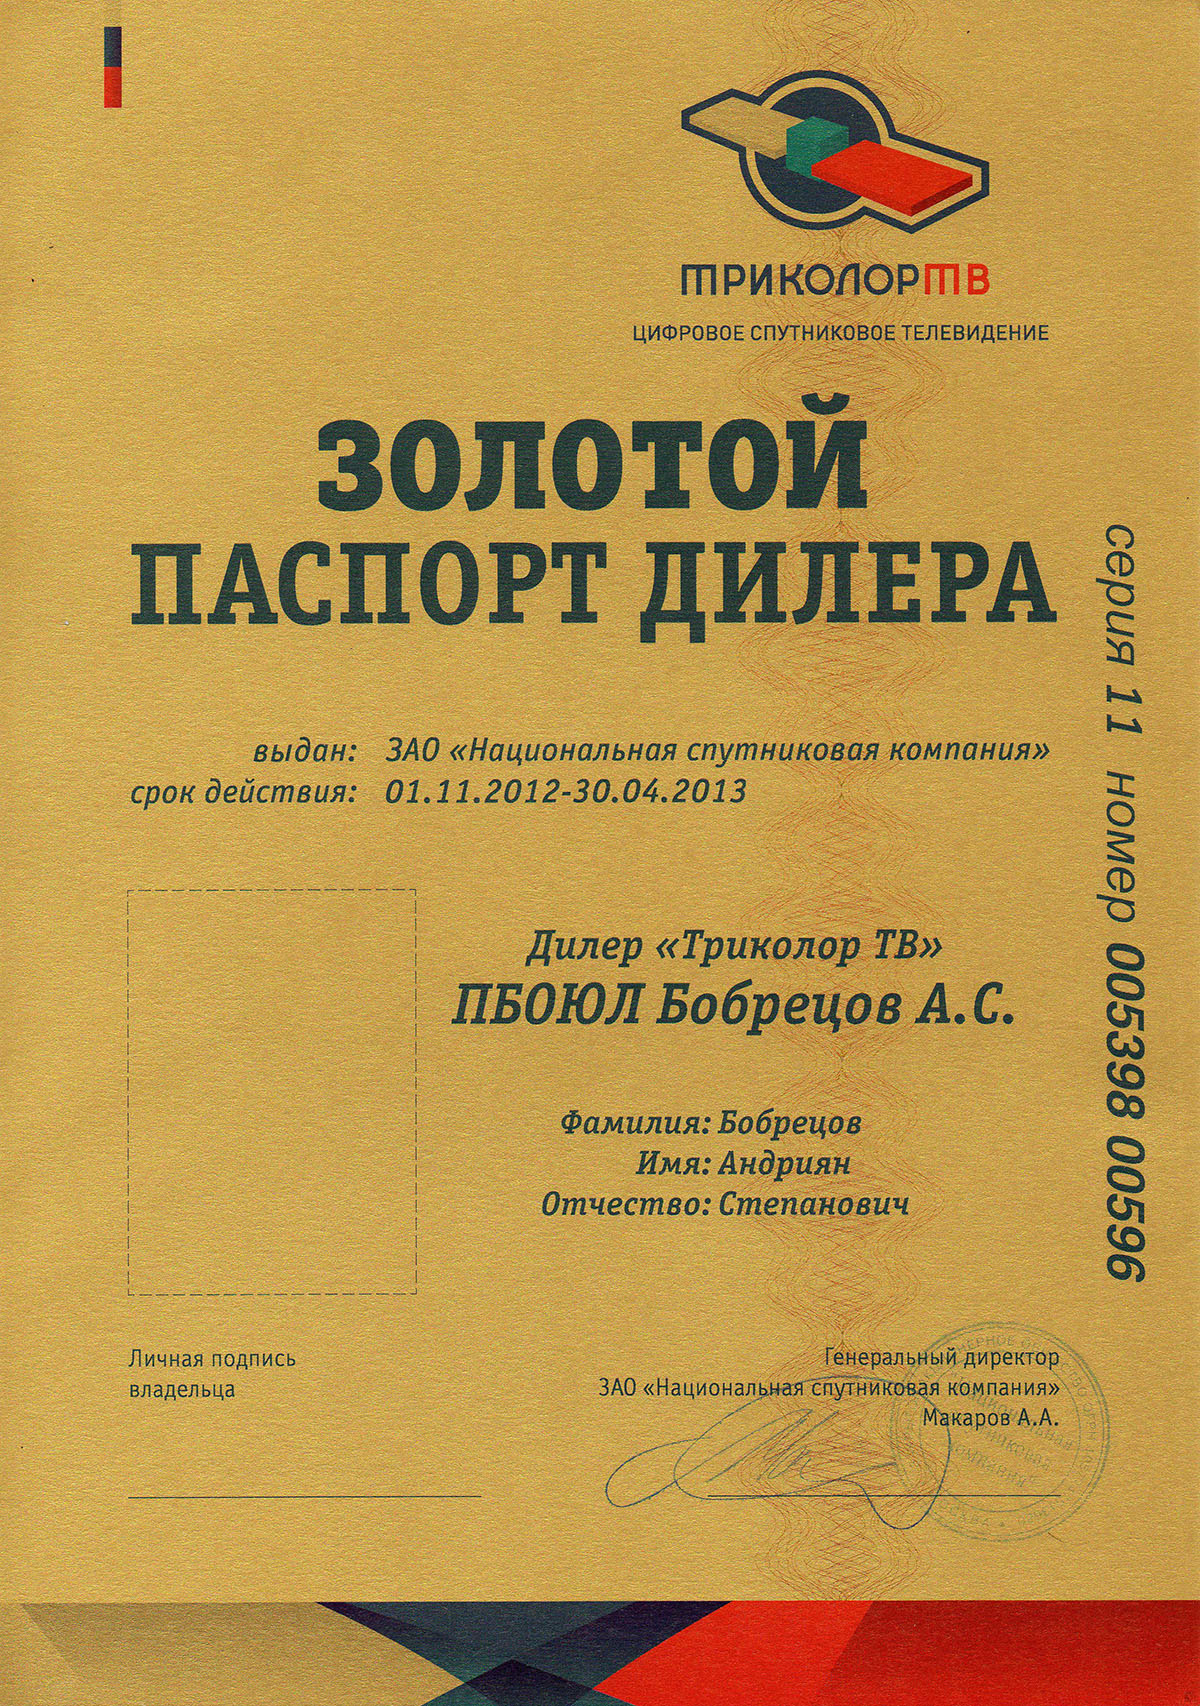 ТРИКОЛОРТВ
ЦИФРОВОЕ СПУТНИКОВОЕ ТЕЛЕВИДЕНИЕ
ЗОЛОТОЙ
ПАСПОРТ ДИЛЕРА
серия 11 номер 005398 00596
выдан: ЗАО «Национальная спутниковая компания»
срок действия: 01.11.2012-30.04.2013
Дилер «Триколор ТВ»
ПБОЮЛ Бобрецов А.С.
Фамилия: Бобрецов
Имя: Андриян
Отчество: Степанович
Личная подпись
владельца
Генеральный директор
ЗАО «Национальная спутниковая компания»
Макаров А.А.